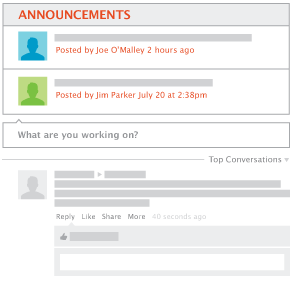 ANNOUNCEMENTS
Posted by Joe O'Malley 2 hours ago
Posted by Jim Parker July 20 at 2:38pm
What are you working on?
Top Conversations
Reply Like Share More 40 seconds ago